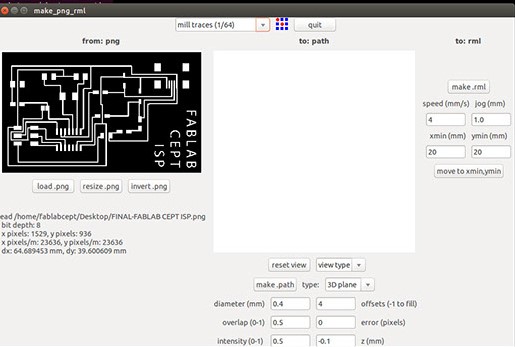 make_png_rml
mill traces (1/64) quit
from: png to: path to: rml
make .rml
speed (mm/s) jog (mm)
4 1.0
xmin (mm) ymin (mm)
20 20
move to xmin,ymin
FABLAB
CEPT
ISP
load .png resize .png invert .png
ead /home/fablabcept/Desktop/FINAL-FABLAB CEPT ISP.png
bit depth: 8
x pixels: 1529, y pixels: 936
x pixels/m: 23636, y pixels/m: 23636
dx: 64.689453 mm, dy: 39.600609 mm
reset view view type
make .path type: 3D plane
diameter (mm) 0.4 4 offsets (-1 to fill)
overlap (0-1) 0.5 0 error (pixels)
intensity (0-1) 0.5 -0.1 z (mm)